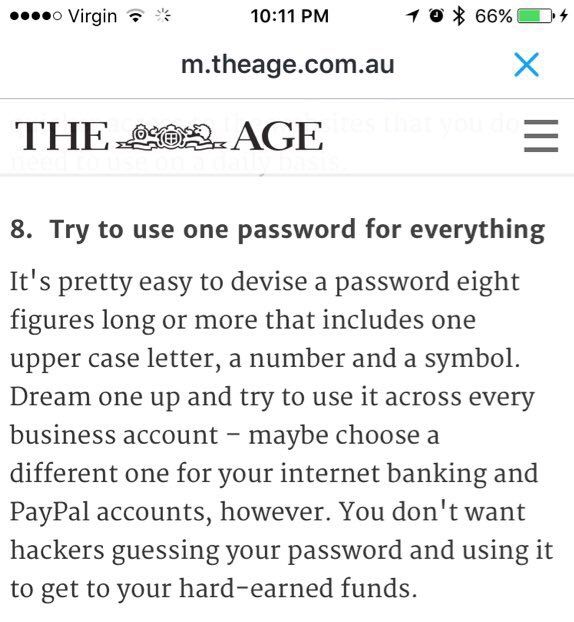 Virgin 10:11 PM 66%
m.theage.com.au
THE AGE
sites that you do
need to use on a daily basis.
8. Try to use one password for everything
It's pretty easy to devise a password eight
figures long or more that includes one
upper case letter, a number and a symbol.
Dream one up and try to use it across every
business account – maybe choose a
different one for your internet banking and
PayPal accounts, however. You don't want
hackers guessing your password and using it
to get to your hard-earned funds.